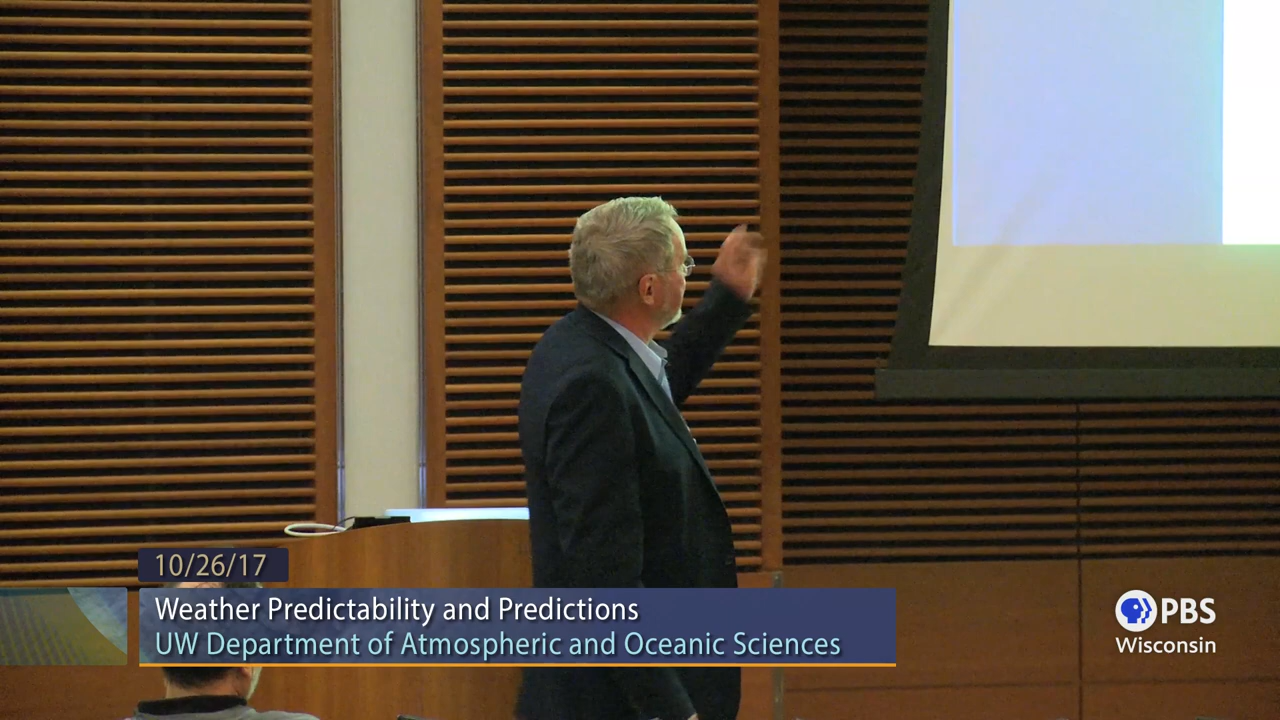 10/26/17
Weather Predictability and Predictions
UW Department of Atmospheric and Oceanic Sciences
PBS
Wisconsin